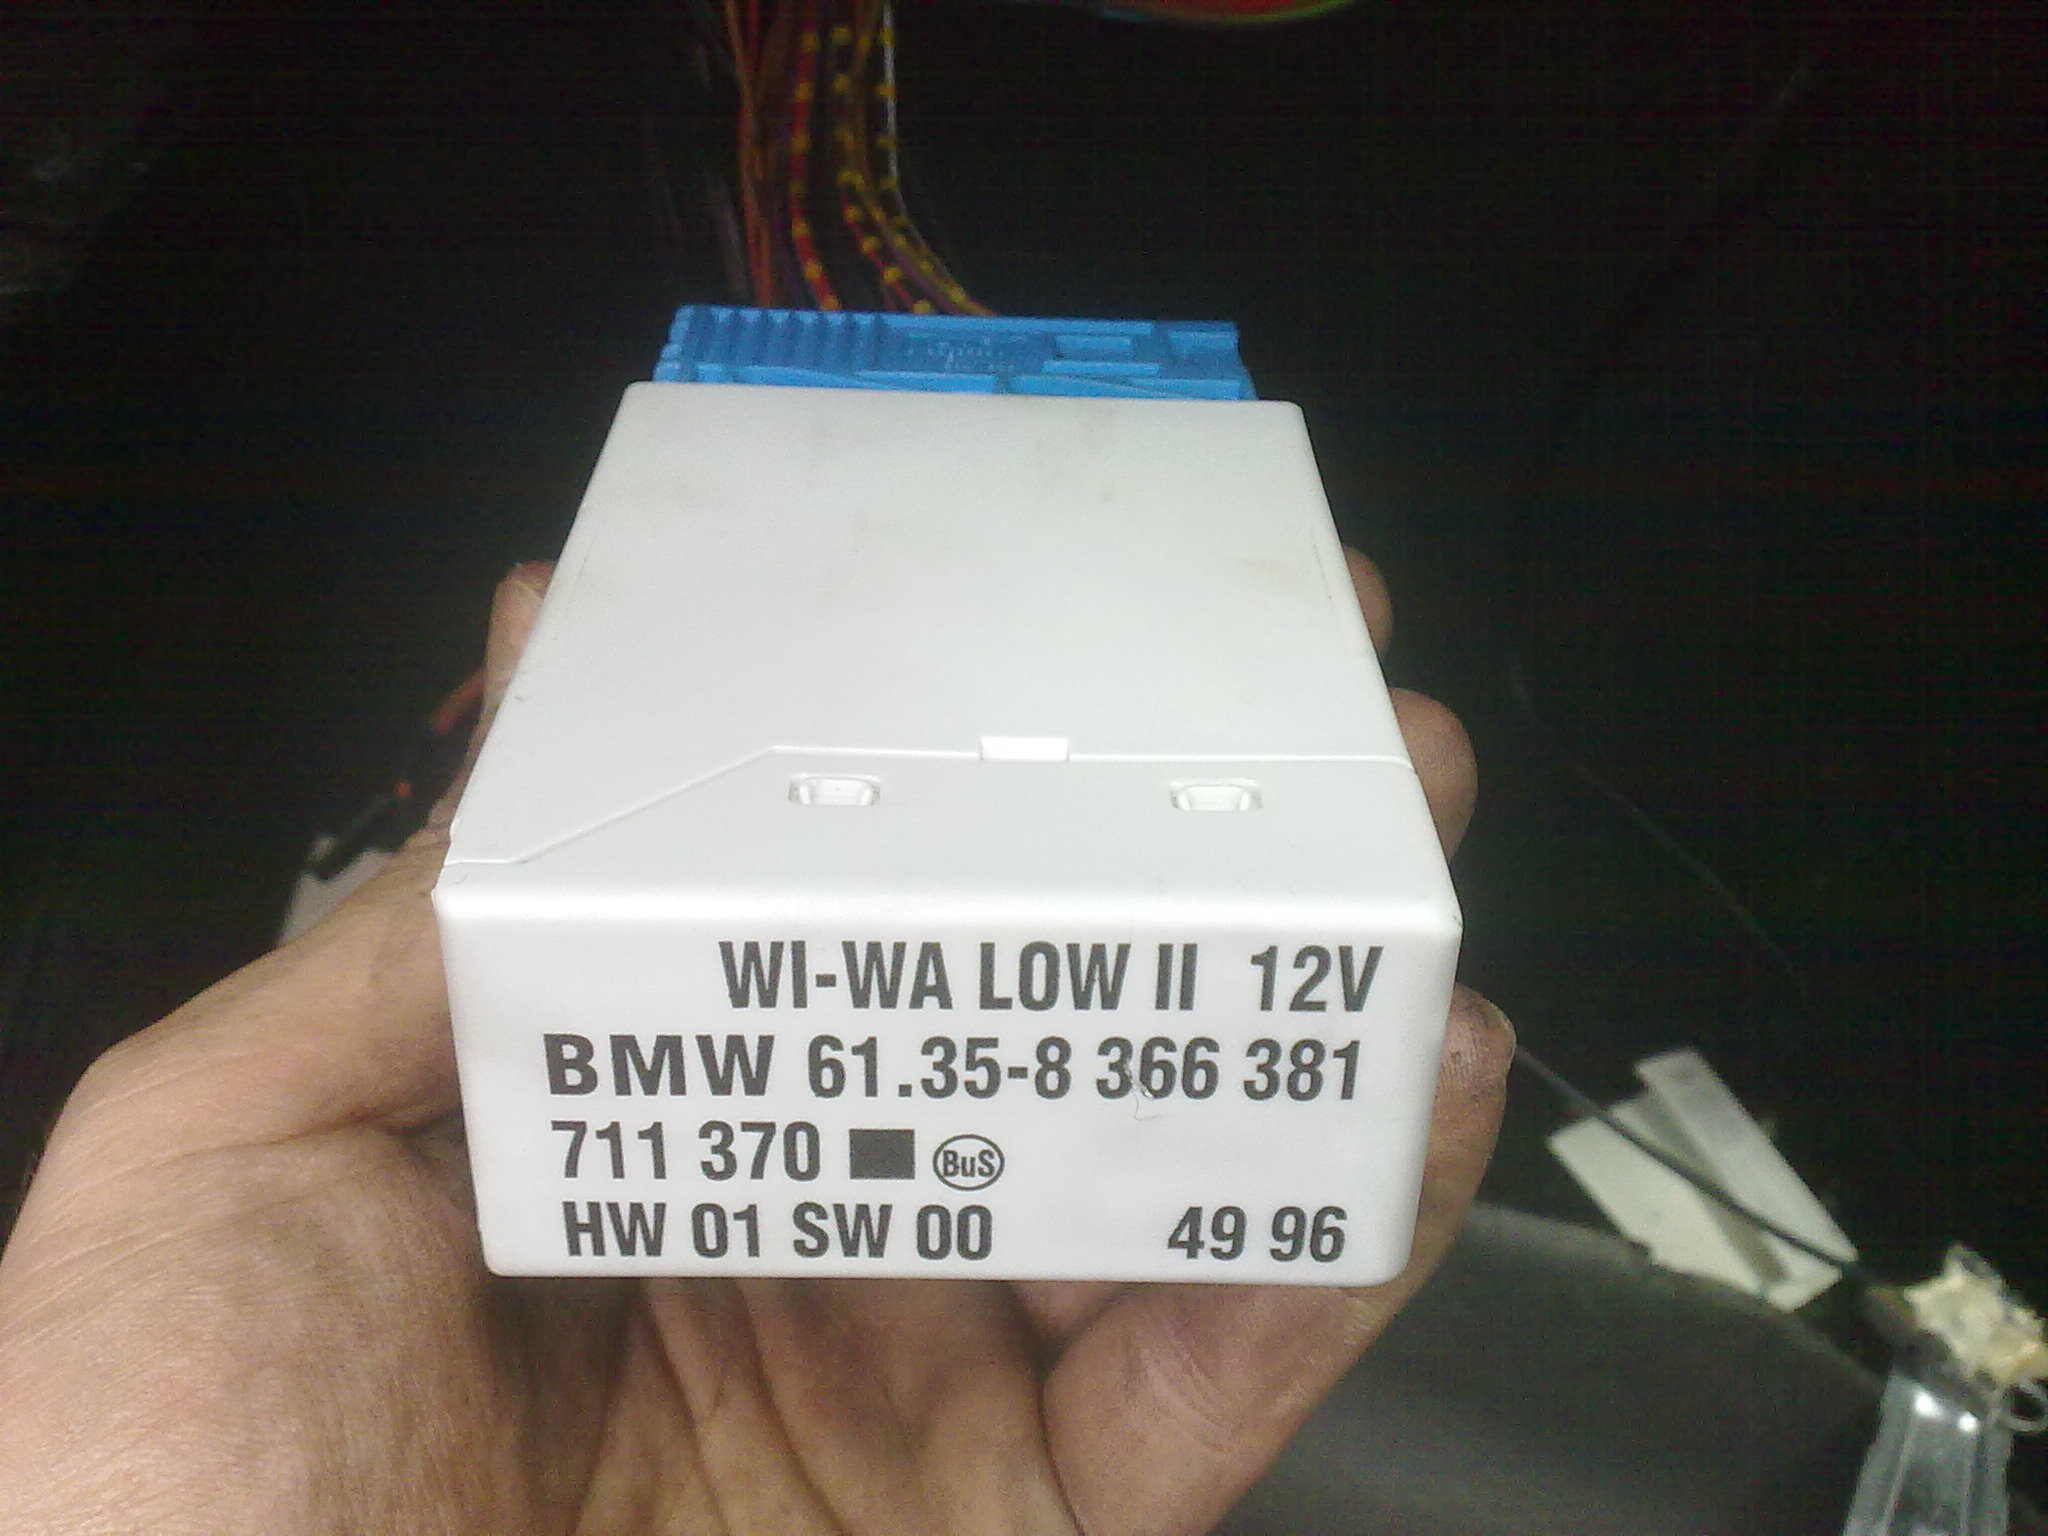 WI-WA LOW II 12V
BMW 61.35-8 366 381
711 370 BuS
HW 01 SW 00 49 96